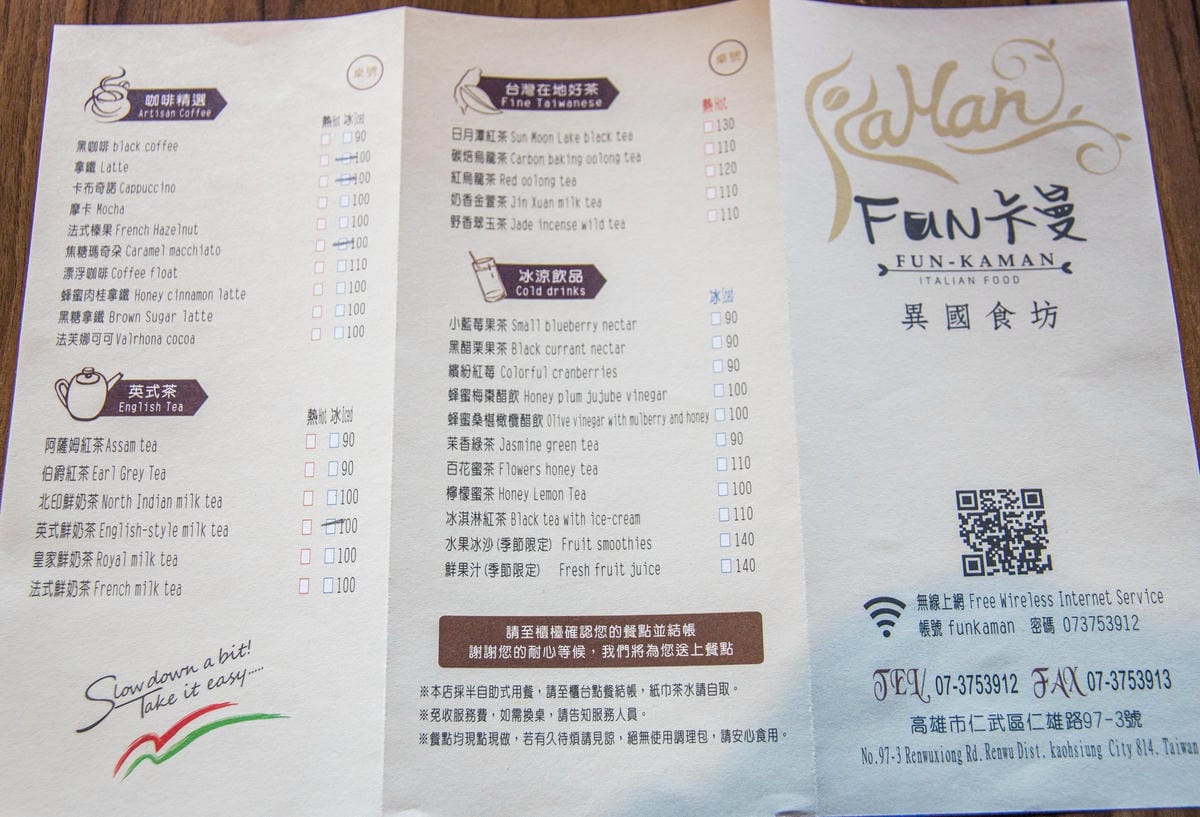 桌號
咖啡精選
Artisan Coffee
熱Hot 冰Iced
黑咖啡 black coffee 90
拿鐵 Latte 100
卡布奇諾 Cappuccino 100
摩卡 Mocha 100
法式榛果 French Hazelnut 100
焦糖瑪奇朵 Caramel macchiato 100
漂浮咖啡 Coffee float 110
蜂蜜肉桂拿鐵 Honey cinnamon latte 100
黑糖拿鐵 Brown Sugar latte 100
法芙娜可可 Valrhona cocoa 100
英式茶
English Tea
熱Hot 冰Iced
阿薩姆紅茶 Assam tea 90
伯爵紅茶 Earl Grey Tea 90
北印鮮奶茶 North Indian milk tea 100
英式鮮奶茶 English-style milk tea 100
皇家鮮奶茶 Royal milk tea 100
法式鮮奶茶 French milk tea 100
Slow down a bit!
Take it easy.....
桌號
台灣在地好茶
Fine Taiwanese
熱Hot
日月潭紅茶 Sun Moon Lake black tea 130
碳焙烏龍茶 Carbon baking oolong tea 110
紅烏龍茶 Red oolong tea 120
奶香金萱茶 Jin Xuan milk tea 110
野香翠玉茶 Jade incense wild tea 110
冰涼飲品
Cold drinks
冰Iced
小藍莓果茶 Small blueberry nectar 90
黑醋栗果茶 Black currant nectar 90
繽紛紅莓 Colorful cranberries 90
蜂蜜梅棗醋飲 Honey plum jujube vinegar 100
蜂蜜桑椹橄欖醋飲 Olive vinegar with mulberry and honey 100
茉香綠茶 Jasmine green tea 90
百花蜜茶 Flowers honey tea 110
檸檬蜜茶 Honey Lemon Tea 100
冰淇淋紅茶 Black tea with ice-cream 110
水果冰沙(季節限定) Fruit smoothies 140
鮮果汁(季節限定) Fresh fruit juice 140
請至櫃檯確認您的餐點並結帳
謝謝您的耐心等候，我們將為您送上餐點
※本店採半自助式用餐，請至櫃台點餐結帳，紙巾茶水請自取。
※免收服務費，如需換桌，請告知服務人員。
※餐點均現點現做，若有久待煩請見諒，絕無使用調理包，請安心食用。
KaMan
Fun卡曼
FUN-KAMAN
ITALIAN FOOD
異國食坊
無線上網 Free Wireless Internet Service
帳號 funkaman 密碼 073753912
TEL 07-3753912 FAX 07-3753913
高雄市仁武區仁雄路97-3號
No.97-3 Renwuxiong Rd. Renwu Dist. kaohsiung City 814. Taiwan